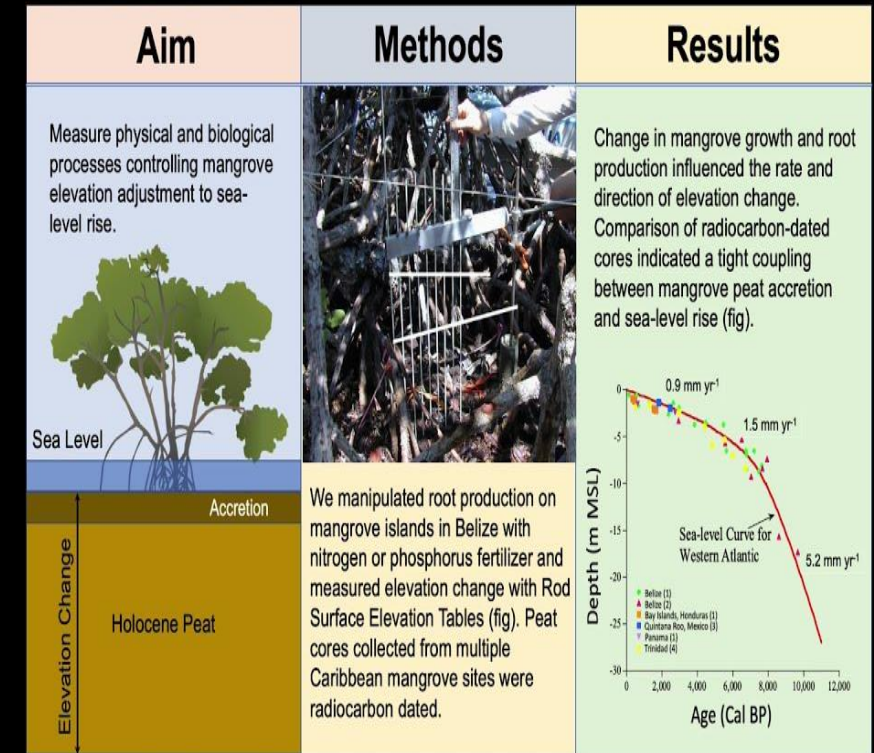 Aim
Measure physical and biological
processes controlling mangrove
elevation adjustment to sea-
level rise.
Sea Level
Accretion
Elevation Change
Holocene Peat
Methods
We manipulated root production on
mangrove islands in Belize with
nitrogen or phosphorus fertilizer and
measured elevation change with Rod
Surface Elevation Tables (fig). Peat
cores collected from multiple
Caribbean mangrove sites were
radiocarbon dated.
Results
Change in mangrove growth and root
production influenced the rate and
direction of elevation change.
Comparison of radiocarbon-dated
cores indicated a tight coupling
between mangrove peat accretion
and sea-level rise (fig).
0.9 mm yr⁻¹
1.5 mm yr⁻¹
5.2 mm yr⁻¹
Sea-level Curve for
Western Atlantic
Depth (m MSL)
0
-5
-10
-15
-20
-25
-30
Belize (1)
Belize (2)
Bay Islands, Honduras (1)
Quintana Roo, Mexico (3)
Panama (1)
Trinidad (4)
0 2,000 4,000 6,000 8,000 10,000 12,000
Age (Cal BP)